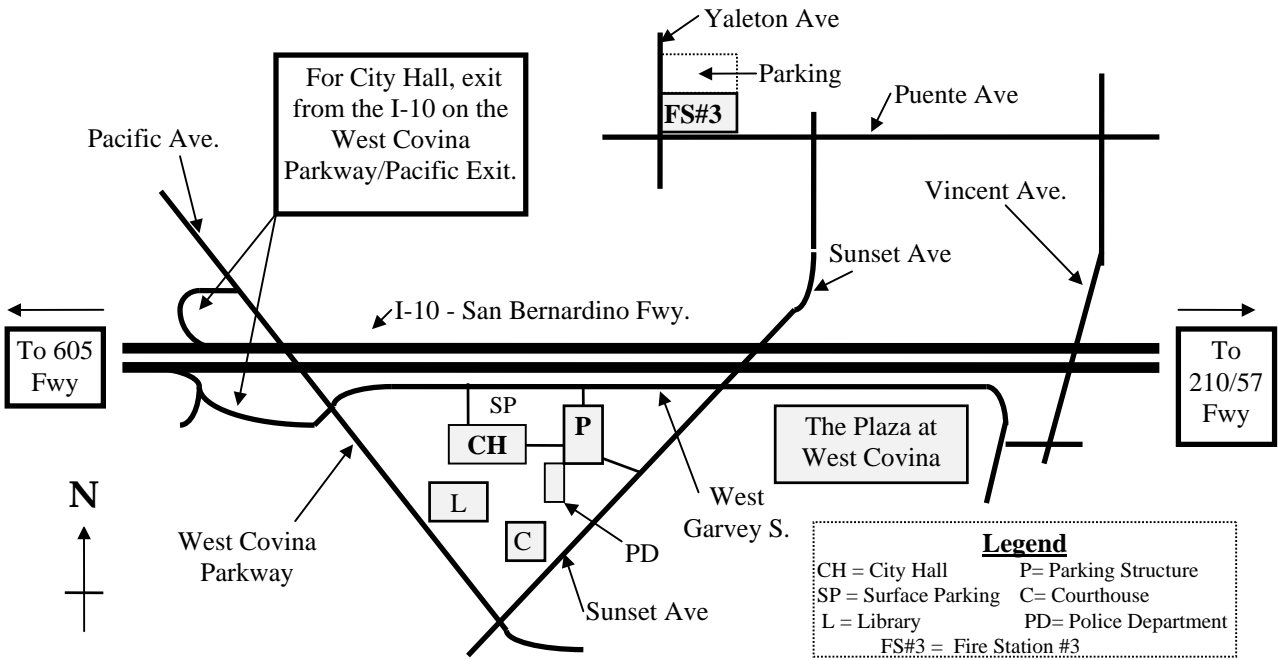 Yaleton Ave
For City Hall, exit
from the I-10 on the
West Covina
Parkway/Pacific Exit.
Parking
FS#3
Puente Ave
Pacific Ave.
Vincent Ave.
Sunset Ave
I-10 - San Bernardino Fwy.
To 605
Fwy
To
210/57
Fwy
SP
P
CH
The Plaza at
West Covina
N
L
C
West
Garvey S.
West Covina
Parkway
PD
Sunset Ave
Legend
CH = City Hall P= Parking Structure
SP = Surface Parking C= Courthouse
L = Library PD= Police Department
FS#3 = Fire Station #3